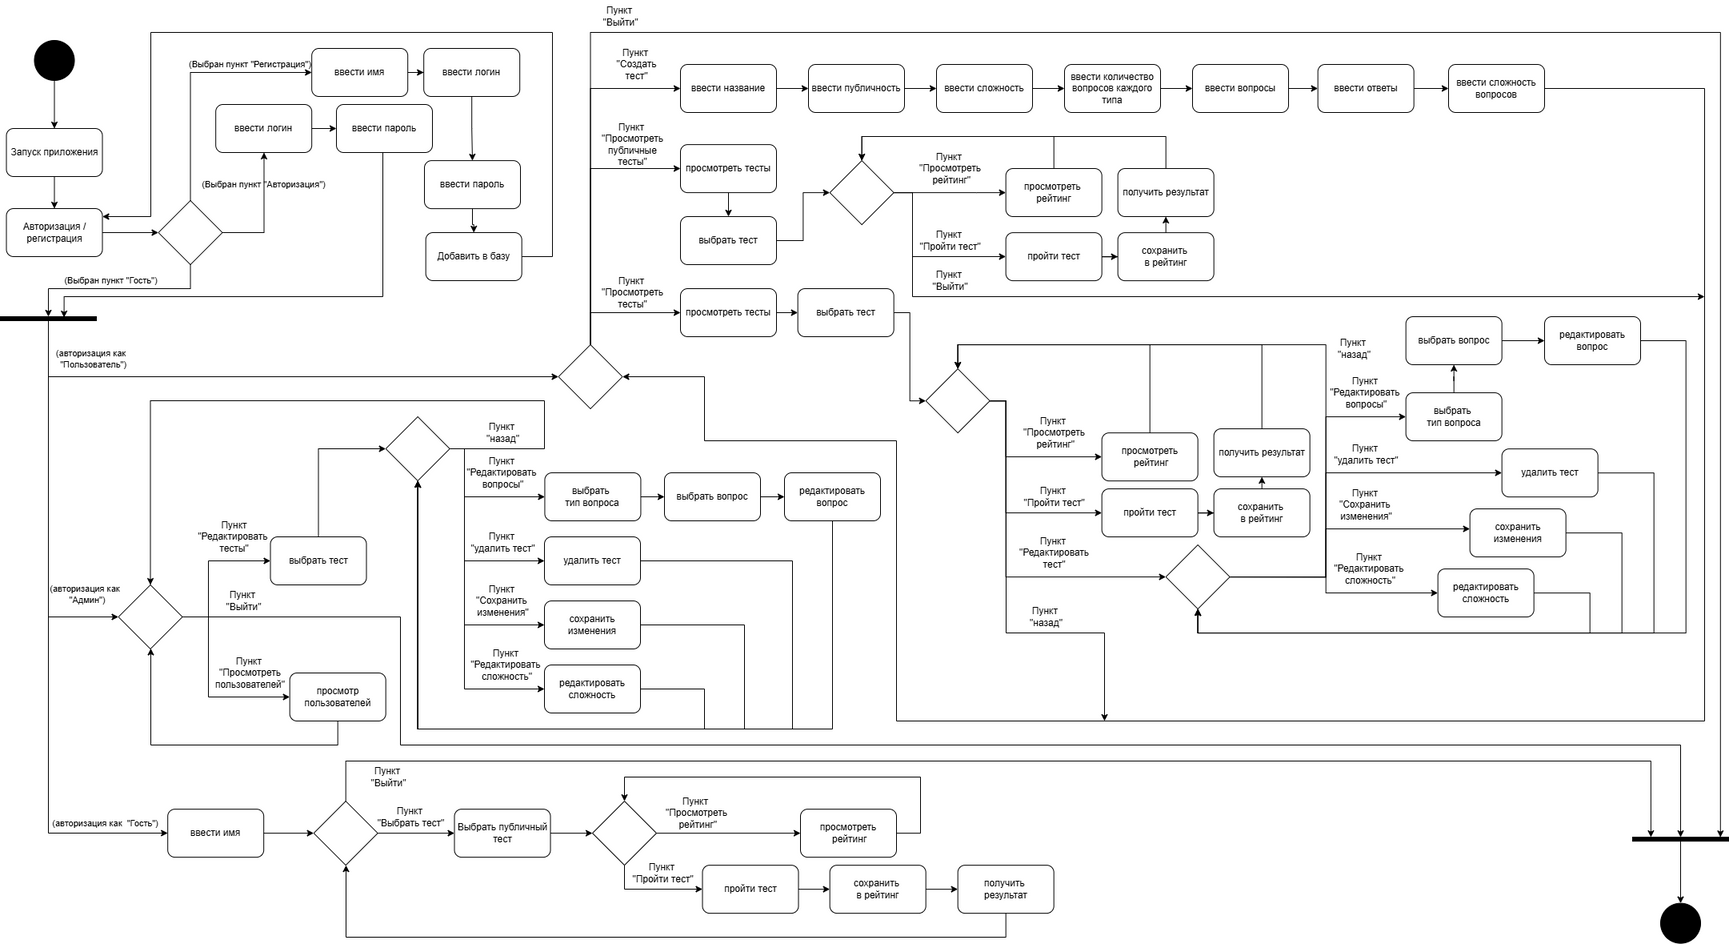 Запуск приложения
Авторизация /
регистрация
(Выбран пункт "Регистрация")
ввести имя
ввести логин
ввести пароль
Добавить в базу
(Выбран пункт "Авторизация")
ввести логин
ввести пароль
(Выбран пункт "Гость")
(авторизация как
"Пользователь")
Пункт
"Выйти"
Пункт
"Создать
тест"
ввести название
ввести публичность
ввести сложность
ввести количество
вопросов каждого
типа
ввести вопросы
ввести ответы
ввести сложность
вопросов
Пункт
"Просмотреть
публичные
тесты"
просмотреть тесты
выбрать тест
Пункт
"Просмотреть
рейтинг"
просмотреть
рейтинг
получить результат
Пункт
"Пройти тест"
пройти тест
сохранить
в рейтинг
Пункт
"Выйти"
Пункт
"Просмотреть
тесты"
просмотреть тесты
выбрать тест
Пункт
"Просмотреть
рейтинг"
просмотреть
рейтинг
получить результат
Пункт
"Пройти тест"
пройти тест
сохранить
в рейтинг
Пункт
"Редактировать
тест"
Пункт
"назад"
Пункт
"назад"
Пункт
"Редактировать
вопросы"
выбрать
тип вопроса
выбрать вопрос
редактировать
вопрос
Пункт
"удалить тест"
удалить тест
Пункт
"Сохранить
изменения"
сохранить
изменения
Пункт
"Редактировать
сложность"
редактировать
сложность
(авторизация как
"Админ")
Пункт
"Редактировать
тесты"
выбрать тест
Пункт
"Выйти"
Пункт
"Просмотреть
пользователей"
просмотр
пользователей
Пункт
"назад"
Пункт
"Редактировать
вопросы"
выбрать
тип вопроса
выбрать вопрос
редактировать
вопрос
Пункт
"удалить тест"
удалить тест
Пункт
"Сохранить
изменения"
сохранить
изменения
Пункт
"Редактировать
сложность"
редактировать
сложность
(авторизация как "Гость")
ввести имя
Пункт
"Выйти"
Пункт
"Выбрать тест"
Выбрать публичный
тест
Пункт
"Просмотреть
рейтинг"
просмотреть
рейтинг
Пункт
"Пройти тест"
пройти тест
сохранить
в рейтинг
получить
результат